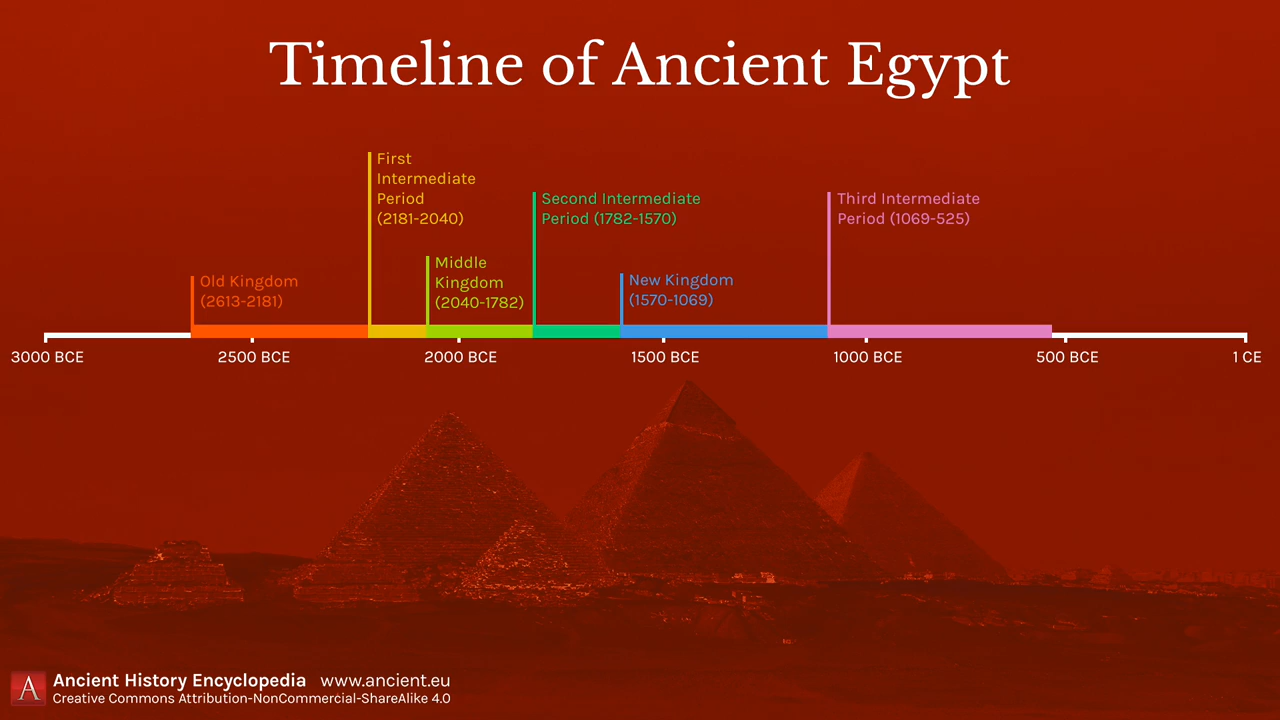 Timeline of Ancient Egypt
First
Intermediate
Period
(2181-2040)
Second Intermediate
Period (1782-1570)
Third Intermediate
Period (1069-525)
Middle
Kingdom
(2040-1782)
Old Kingdom
(2613-2181)
New Kingdom
(1570-1069)
3000 BCE
2500 BCE
2000 BCE
1500 BCE
1000 BCE
500 BCE
1 CE
A
Ancient History Encyclopedia www.ancient.eu
Creative Commons Attribution-NonCommercial-ShareAlike 4.0